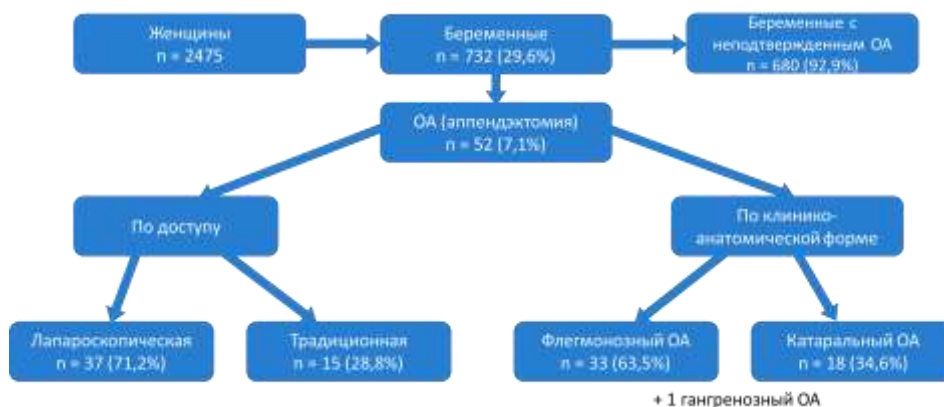 Женщины
n = 2475
Беременные
n = 732 (29,6%)
Беременные с
неподтвержденным ОА
n = 680 (92,9%)
ОА (аппендэктомия)
n = 52 (7,1%)
По доступу
По клинико-
анатомической форме
Лапароскопическая
n = 37 (71,2%)
Традиционная
n = 15 (28,8%)
Флегмонозный ОА
n = 33 (63,5%)
Катаральный ОА
n = 18 (34,6%)
+ 1 гангренозный ОА